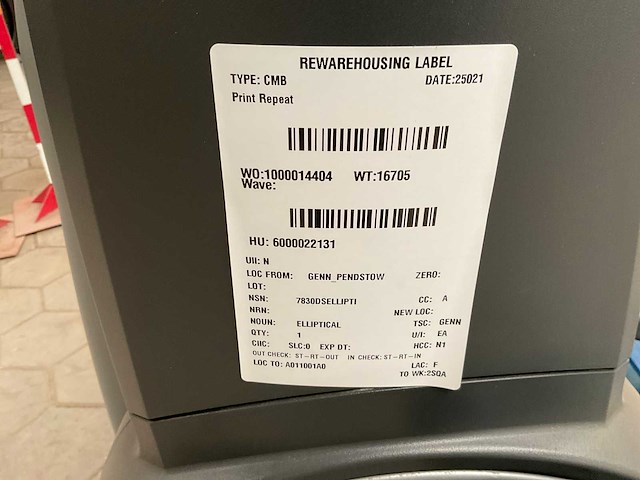 REWAREHOUSING LABEL
TYPE: CMB DATE:25021
Print Repeat
WO:1000014404 WT:16705
Wave:
HU: 6000022131
UII: N
LOC FROM: GENN_PENDSTOW ZERO:
LOT:
NSN: 7830DSELLIPTI CC: A
NRN: NEW LOC:
NOUN: ELLIPTICAL TSC: GENN
QTY: 1 U/I: EA
CIIC: SLC:0 EXP DT: HCC: N1
OUT CHECK: ST-RT-OUT IN CHECK: ST-RT-IN
LOC TO: A011001A0 LAC: F
TO WK:2SQA